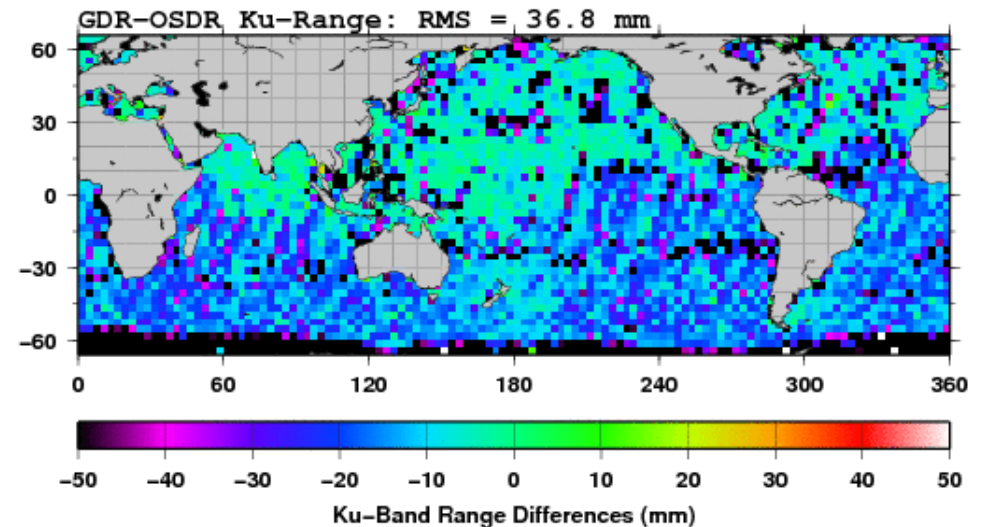 GDR-OSDR Ku-Range: RMS = 36.8 mm
60
30
0
-30
-60
0 60 120 180 240 300 360
-50 -40 -30 -20 -10 0 10 20 30 40 50
Ku-Band Range Differences (mm)